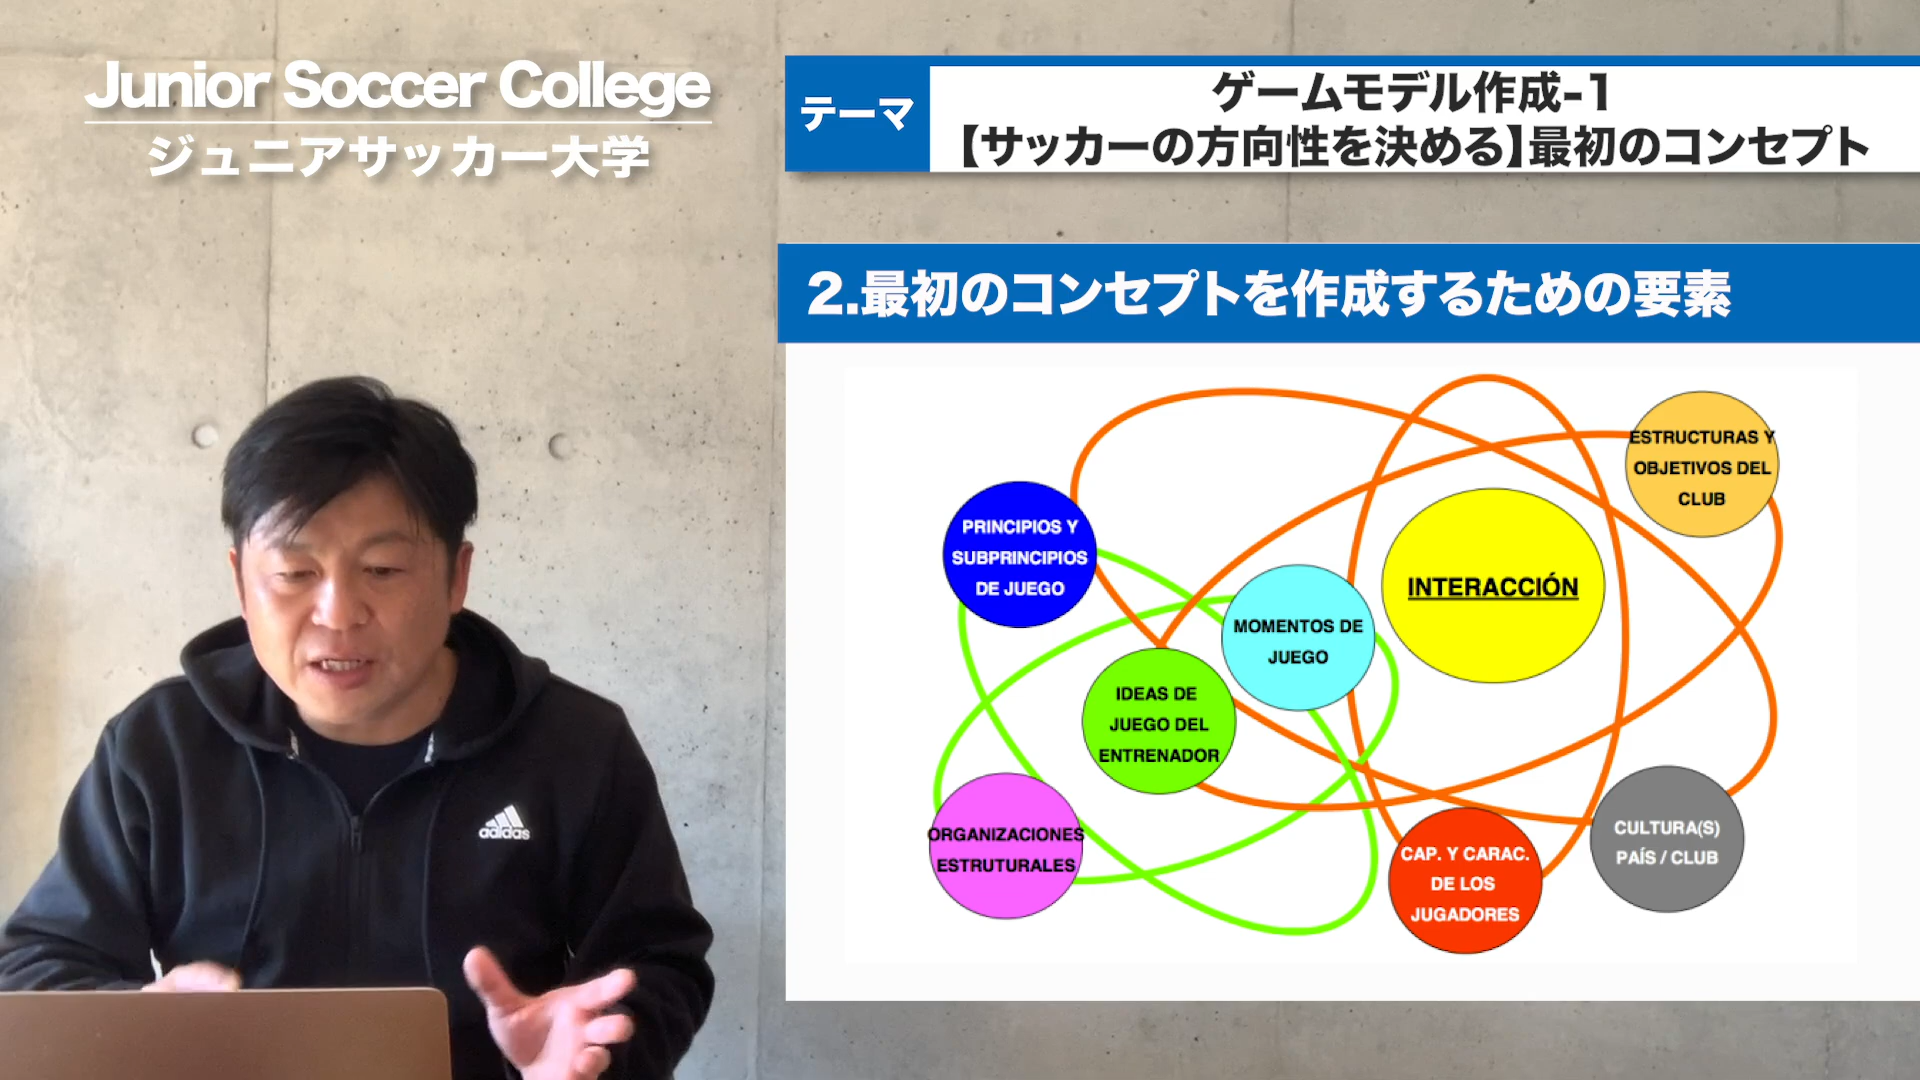 Junior Soccer College
ジュニアサッカー大学
テーマ
ゲームモデル作成-1
【サッカーの方向性を決める】最初のコンセプト
2.最初のコンセプトを作成するための要素
ESTRUCTURAS Y
OBJETIVOS DEL
CLUB
PRINCIPIOS Y
SUBPRINCIPIOS
DE JUEGO
INTERACCIÓN
MOMENTOS DE
JUEGO
IDEAS DE
JUEGO DEL
ENTRENADOR
ORGANIZACIONES
ESTRUTURALES
CAP. Y CARAC.
DE LOS
JUGADORES
CULTURA(S)
PAÍS / CLUB
adidas